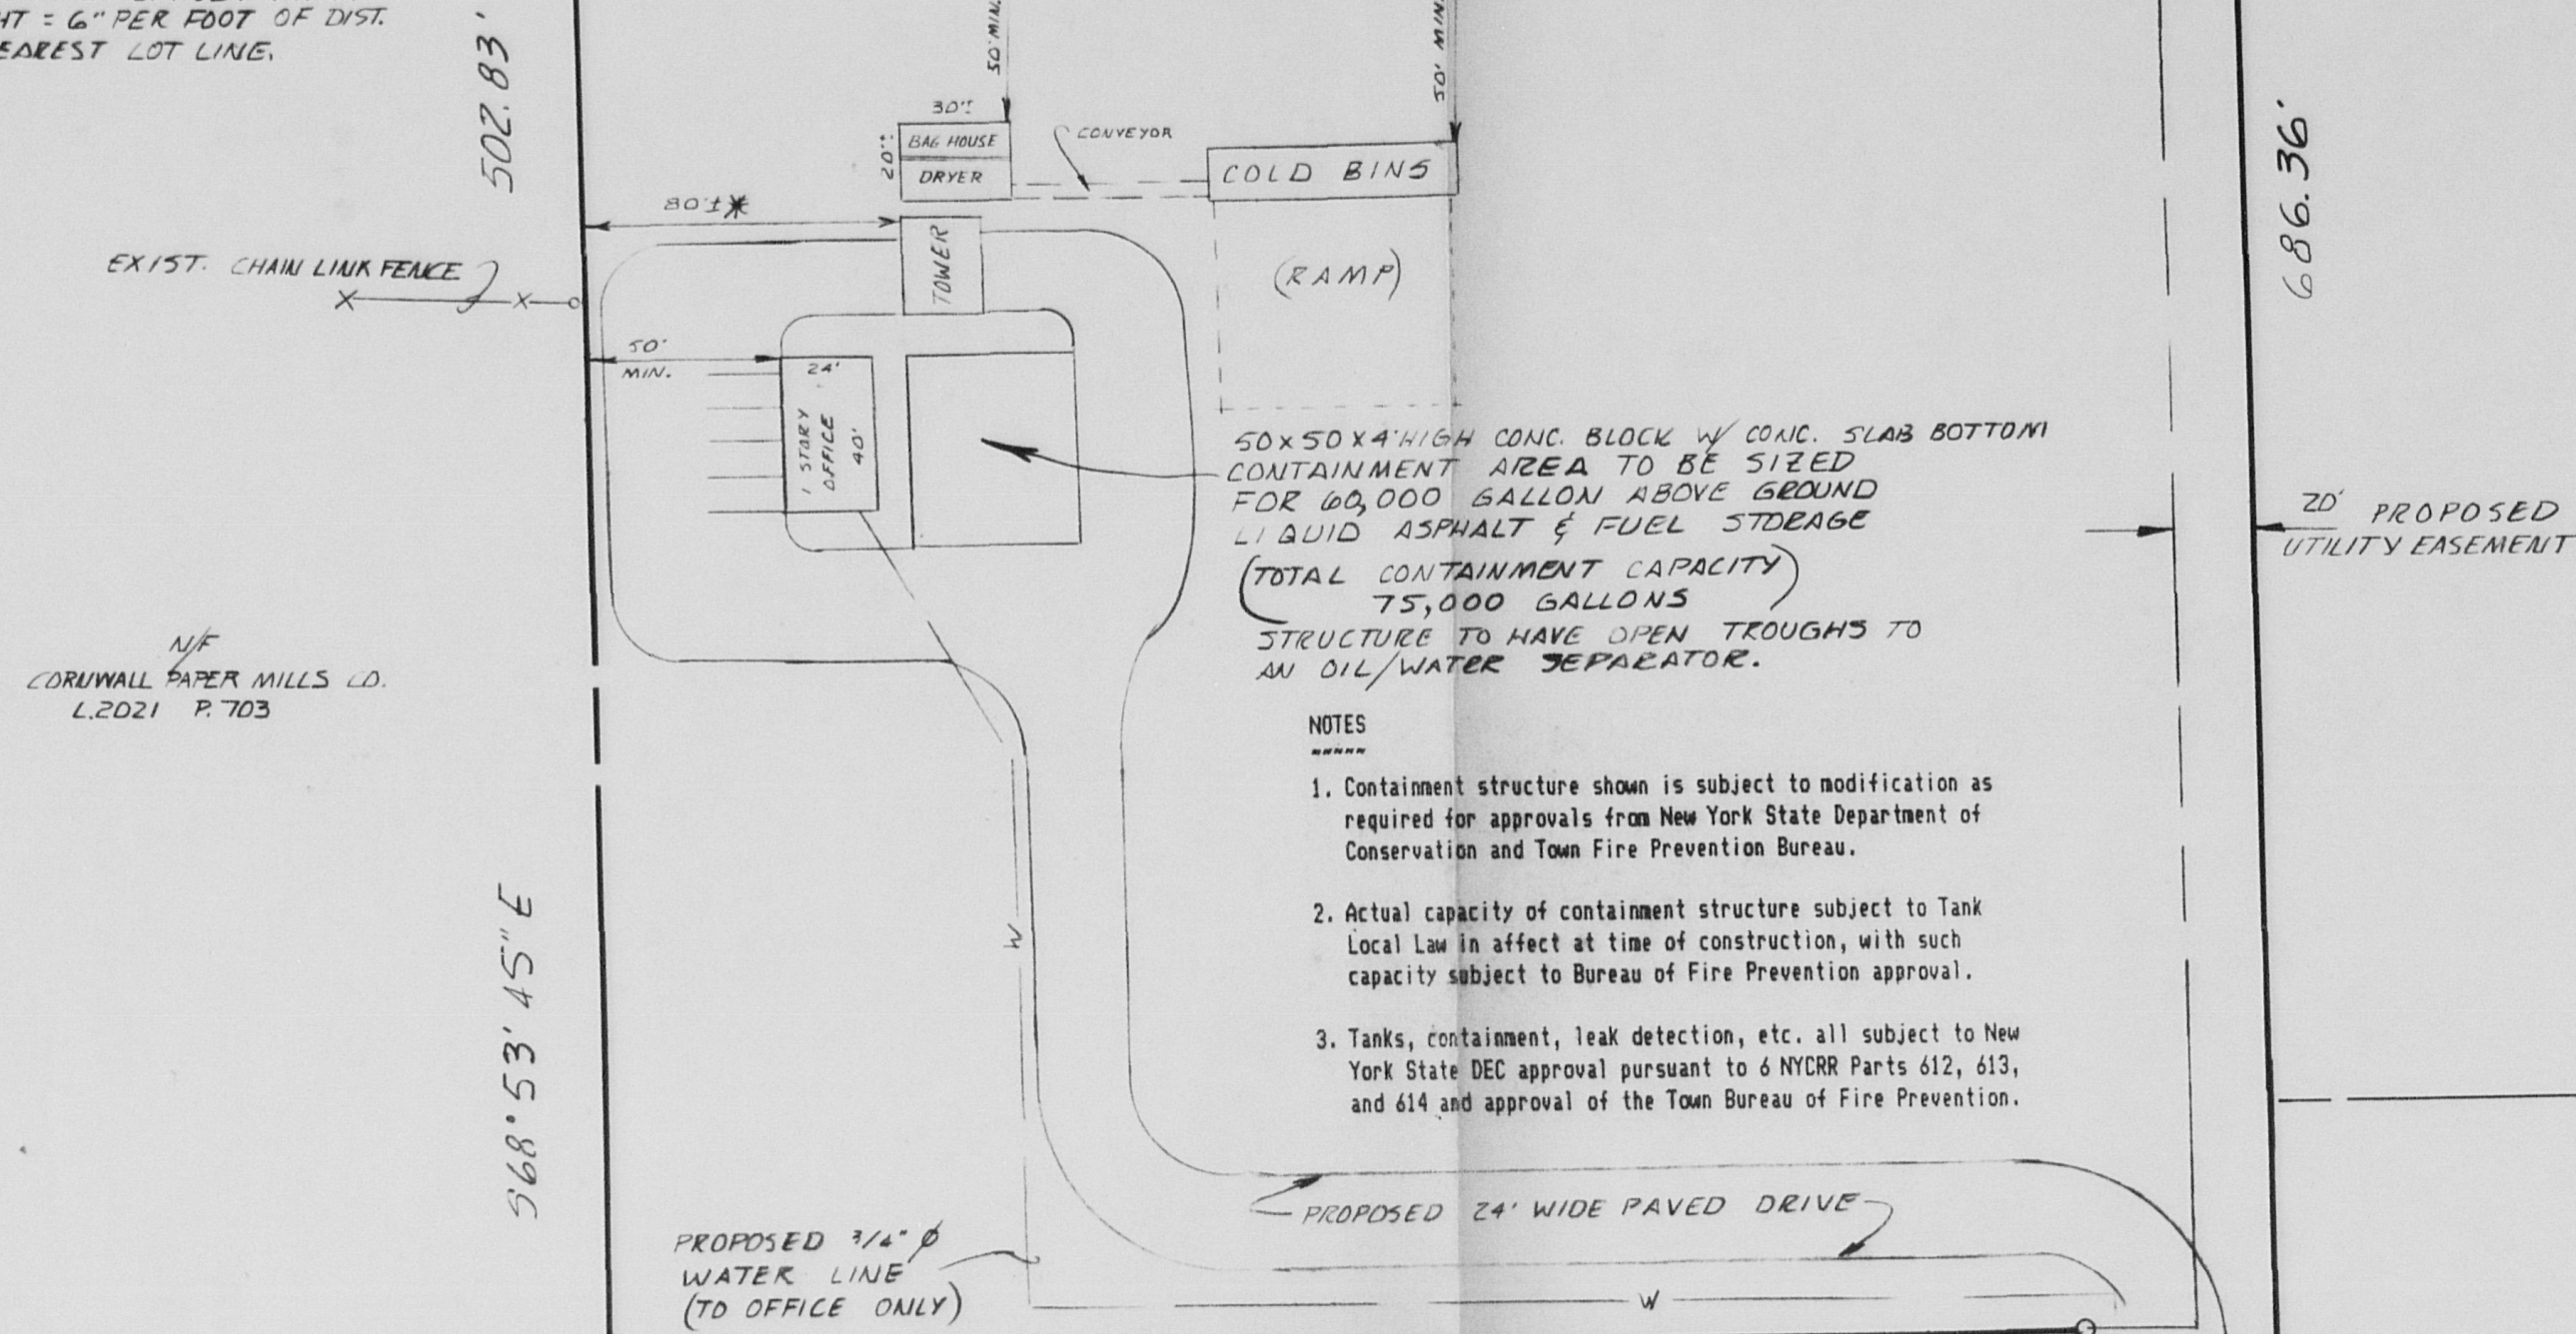 HT = 6" PER FOOT OF DIST.
EAREST LOT LINE.
502.83'
50' MIN.
50' MIN.
30'±
20'±
BAG HOUSE
DRYER
CONVEYOR
COLD BINS
80'± *
TOWER
(RAMP)
686.36'
EXIST. CHAIN LINK FENCE
X X
50'
MIN.
24'
1 STORY
OFFICE
40'
50 x 50 x 4' HIGH CONC. BLOCK W/ CONC. SLAB BOTTOM
CONTAINMENT AREA TO BE SIZED
FOR 60,000 GALLON ABOVE GROUND
LIQUID ASPHALT & FUEL STORAGE
(TOTAL CONTAINMENT CAPACITY)
75,000 GALLONS
STRUCTURE TO HAVE OPEN TROUGHS TO
AN OIL/WATER SEPARATOR.
20' PROPOSED
UTILITY EASEMENT
N/F
CORNWALL PAPER MILLS CO.
L.2021 P. 703
NOTES
1. Containment structure shown is subject to modification as
required for approvals from New York State Department of
Conservation and Town Fire Prevention Bureau.
2. Actual capacity of containment structure subject to Tank
Local Law in affect at time of construction, with such
capacity subject to Bureau of Fire Prevention approval.
3. Tanks, containment, leak detection, etc. all subject to New
York State DEC approval pursuant to 6 NYCRR Parts 612, 613,
and 614 and approval of the Town Bureau of Fire Prevention.
S68° 53' 45" E
W
PROPOSED 24' WIDE PAVED DRIVE
PROPOSED 3/4" Ø
WATER LINE
(TO OFFICE ONLY)
W